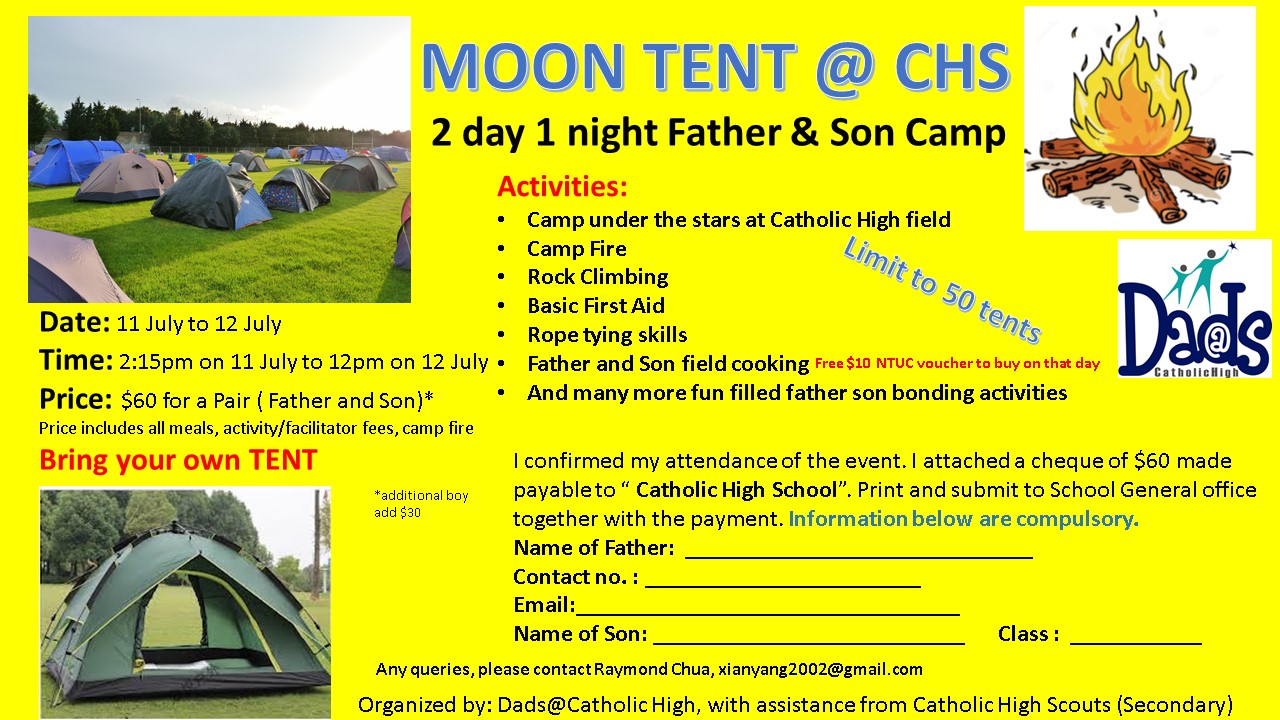 MOON TENT @ CHS
2 day 1 night Father & Son Camp
Activities:
• Camp under the stars at Catholic High field
• Camp Fire
• Rock Climbing
• Basic First Aid
• Rope tying skills
• Father and Son field cooking Free $10 NTUC voucher to buy on that day
• And many more fun filled father son bonding activities
Limit to 50 tents
Dads@
CatholicHigh
Date: 11 July to 12 July
Time: 2:15pm on 11 July to 12pm on 12 July
Price: $60 for a Pair ( Father and Son)*
Price includes all meals, activity/facilitator fees, camp fire
Bring your own TENT
*additional boy
add $30
I confirmed my attendance of the event. I attached a cheque of $60 made
payable to “ Catholic High School”. Print and submit to School General office
together with the payment. Information below are compulsory.
Name of Father: ______________________________
Contact no. : ________________________
Email:_________________________________
Name of Son: ___________________________ Class : ___________
Any queries, please contact Raymond Chua, xianyang2002@gmail.com
Organized by: Dads@Catholic High, with assistance from Catholic High Scouts (Secondary)